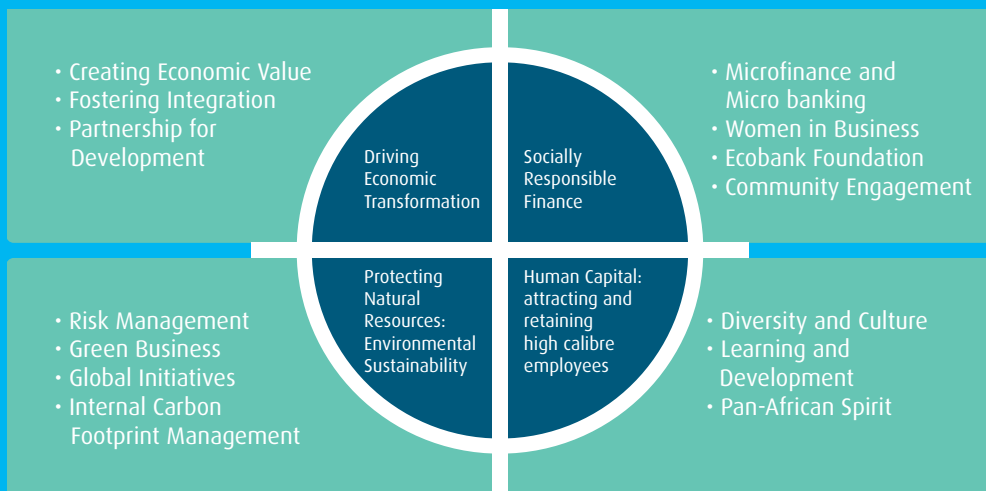 • Creating Economic Value
• Fostering Integration
• Partnership for
Development
Driving
Economic
Transformation
Socially
Responsible
Finance
• Microfinance and
Micro banking
• Women in Business
• Ecobank Foundation
• Community Engagement
• Risk Management
• Green Business
• Global Initiatives
• Internal Carbon
Footprint Management
Protecting
Natural
Resources:
Environmental
Sustainability
Human Capital:
attracting and
retaining
high calibre
employees
• Diversity and Culture
• Learning and
Development
• Pan-African Spirit